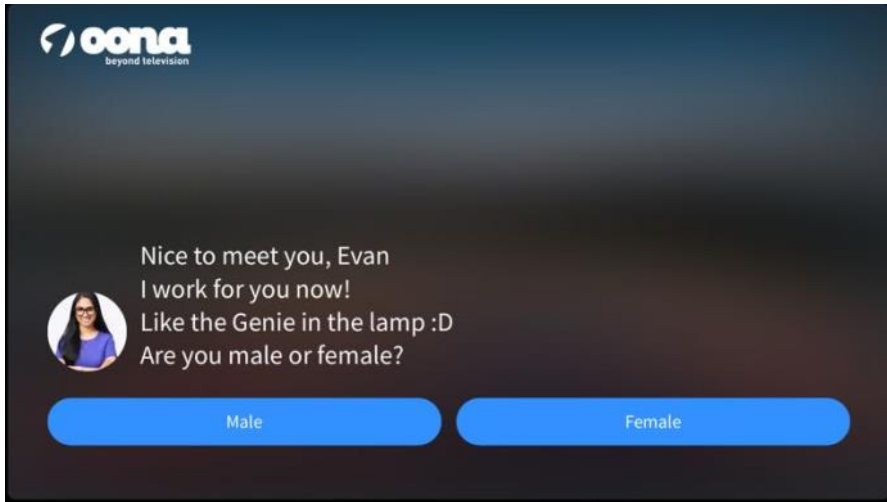 oona
beyond television
Nice to meet you, Evan
I work for you now!
Like the Genie in the lamp :D
Are you male or female?
Male
Female